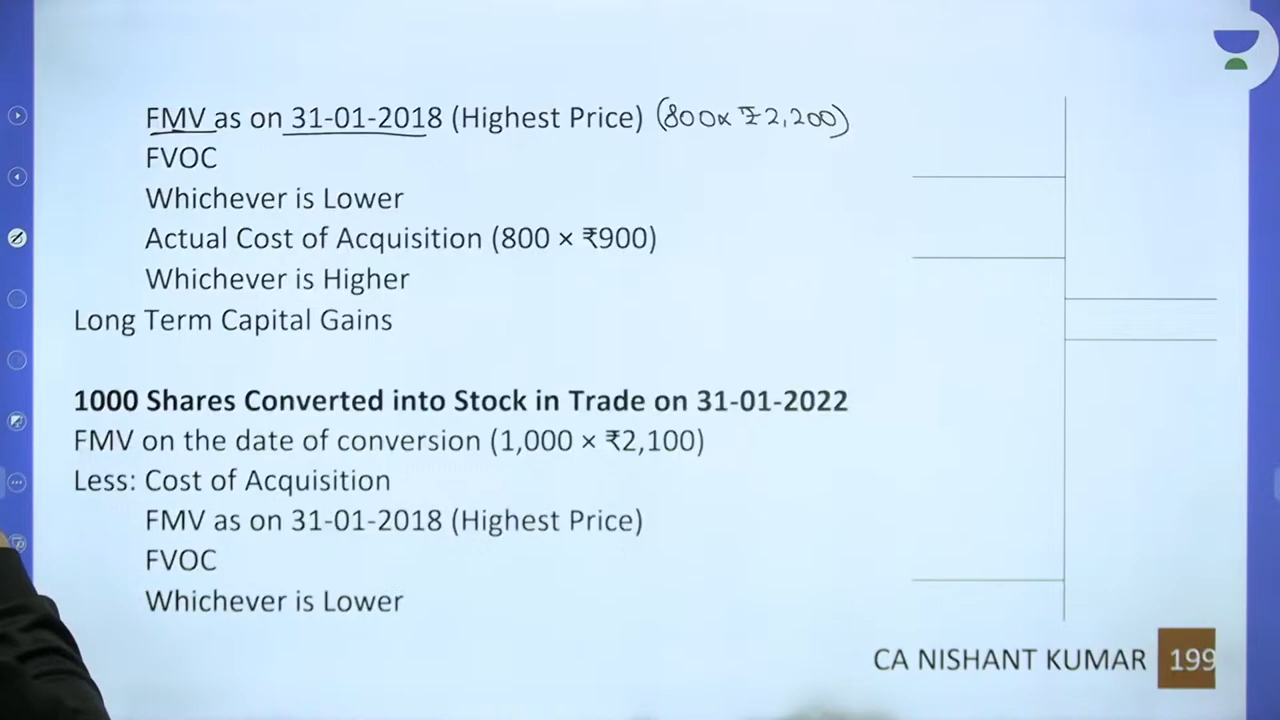 FMV as on 31-01-2018 (Highest Price) (800x ₹2,200)
FVOC
Whichever is Lower
Actual Cost of Acquisition (800 × ₹900)
Whichever is Higher
Long Term Capital Gains
1000 Shares Converted into Stock in Trade on 31-01-2022
FMV on the date of conversion (1,000 × ₹2,100)
Less: Cost of Acquisition
FMV as on 31-01-2018 (Highest Price)
FVOC
Whichever is Lower
CA NISHANT KUMAR 199